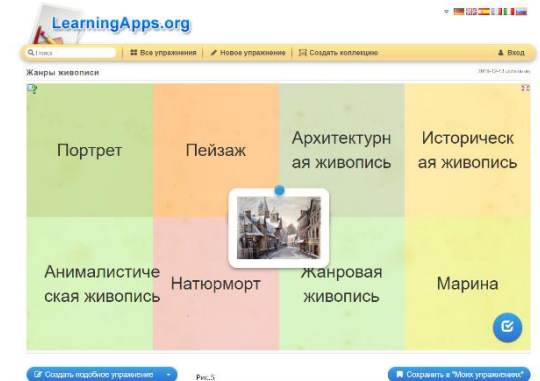 LearningApps.org
Поиск
Все упражнения
Новое упражнение
Создать коллекцию
Вход
Жанры живописи
Портрет
Пейзаж
Архитектурн
ая живопись
Историческ
ая живопись
Анималистиче
ская живопись
Натюрморт
Жанровая
живопись
Марина
Создать подобное упражнение
Рис.5
Сохранить в "Моих упражнениях"